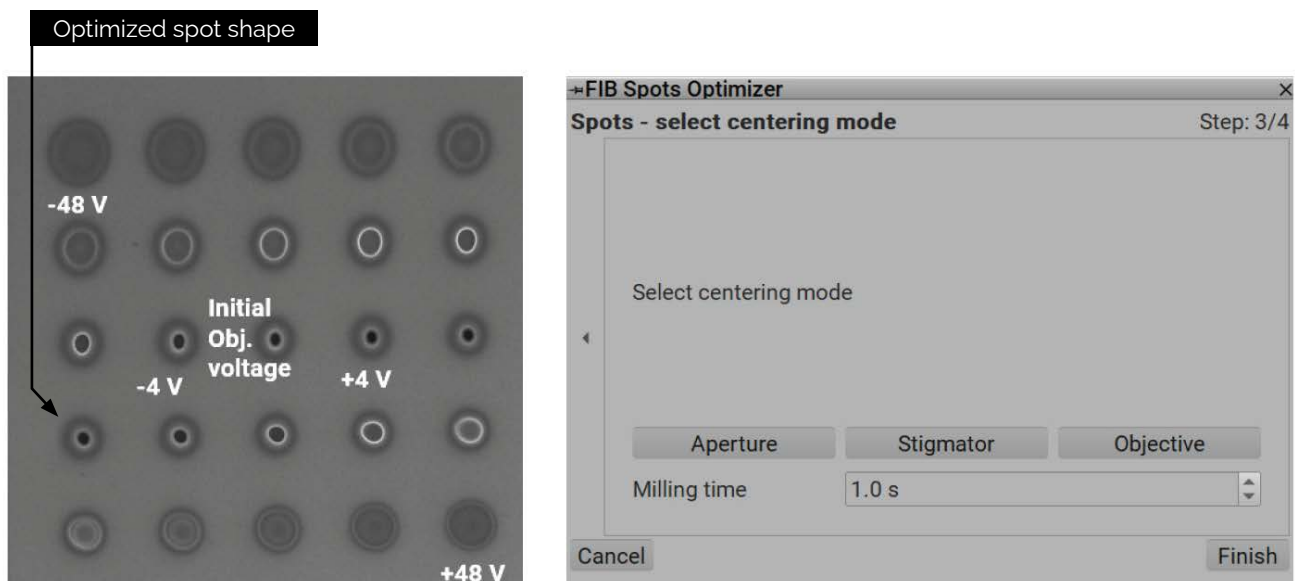 Optimized spot shape
-48 V
Initial
Obj.
voltage
-4 V
+4 V
+48 V
FIB Spots Optimizer
Spots - select centering mode
Step: 3/4
Select centering mode
Aperture
Stigmator
Objective
Milling time
1.0 s
Cancel
Finish